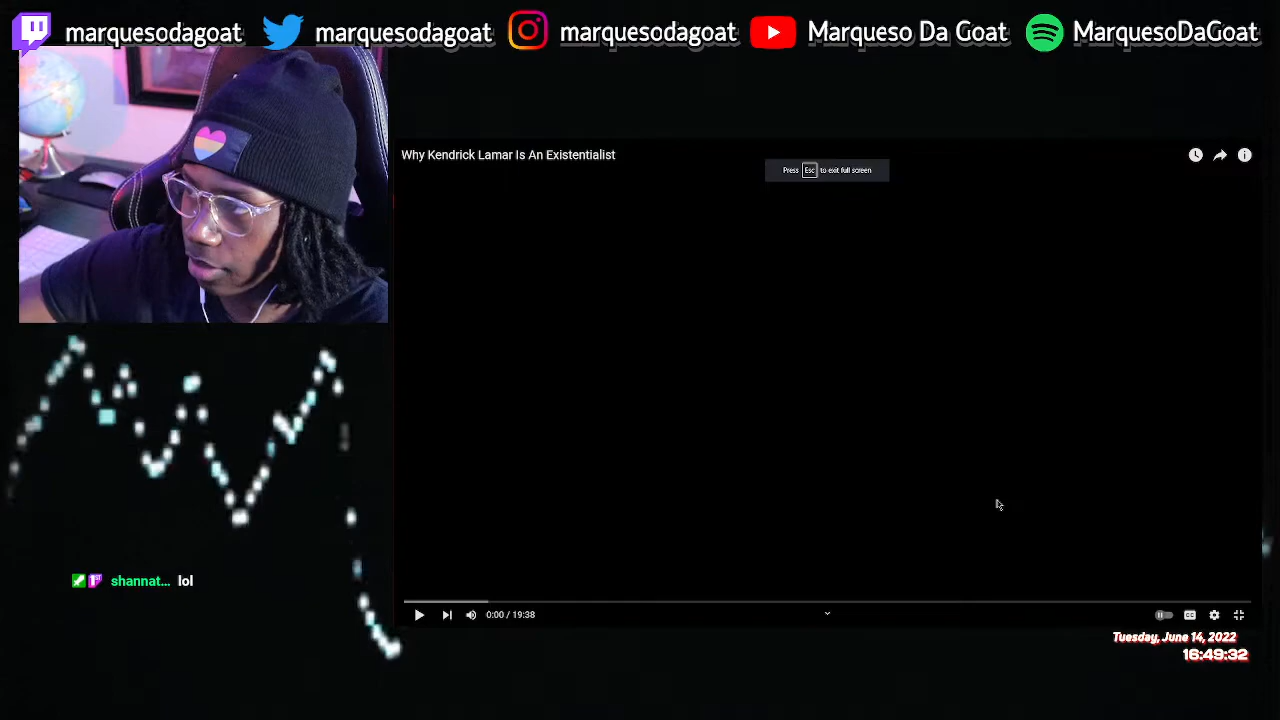 marquesodagoat marquesodagoat marquesodagoat Marqueso Da Goat MarquesoDaGoat
Why Kendrick Lamar Is An Existentialist
Press Esc to exit full screen
shannat... lol
0:00 / 19:38
CC
Tuesday, June 14, 2022
16:49:32